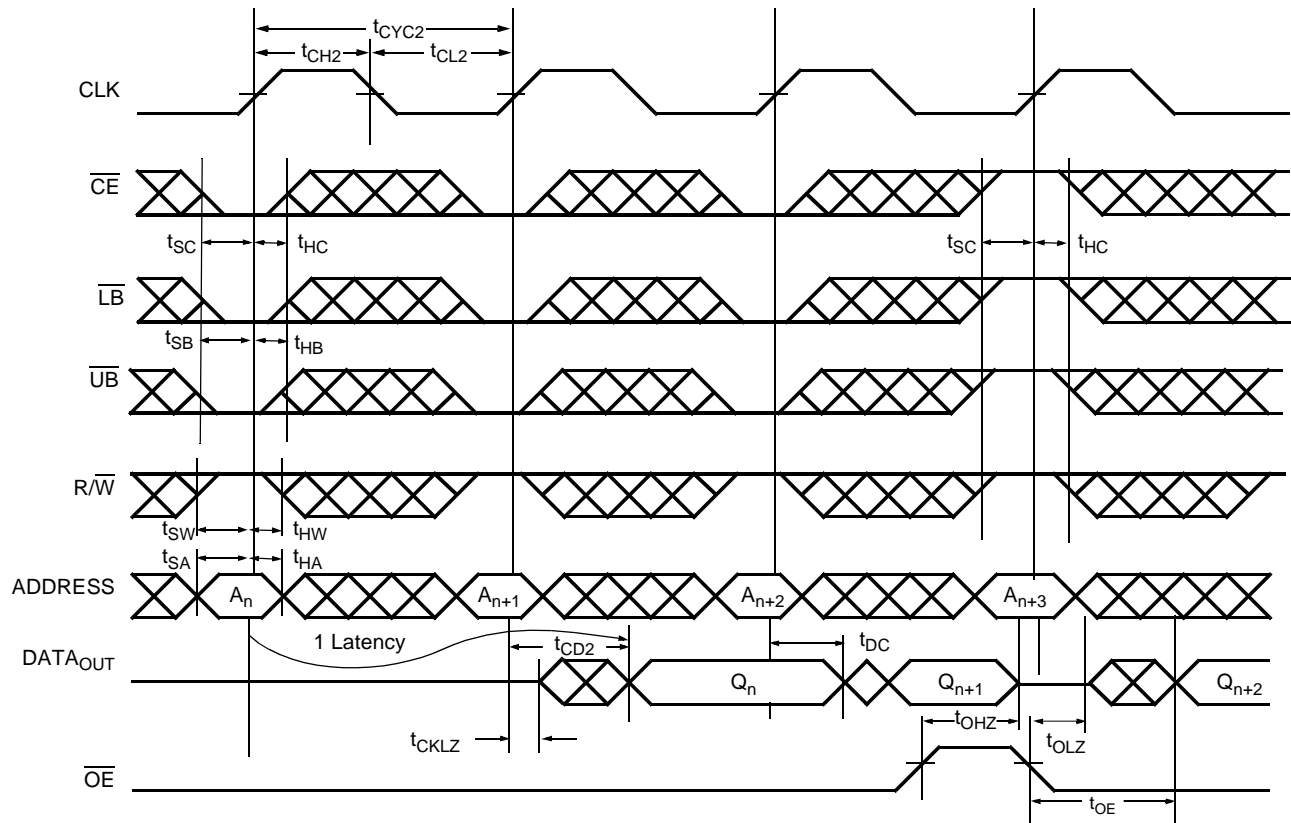 tCYC2
tCH2
tCL2
CLK
CE
tSC
tHC
tSC
tHC
LB
tSB
tHB
UB
R/W
tSW
tHW
tSA
tHA
ADDRESS
An
An+1
An+2
An+3
1 Latency
tCD2
tDC
DATAOUT
Qn
Qn+1
Qn+2
tOHZ
tCKLZ
tOLZ
OE
tOE